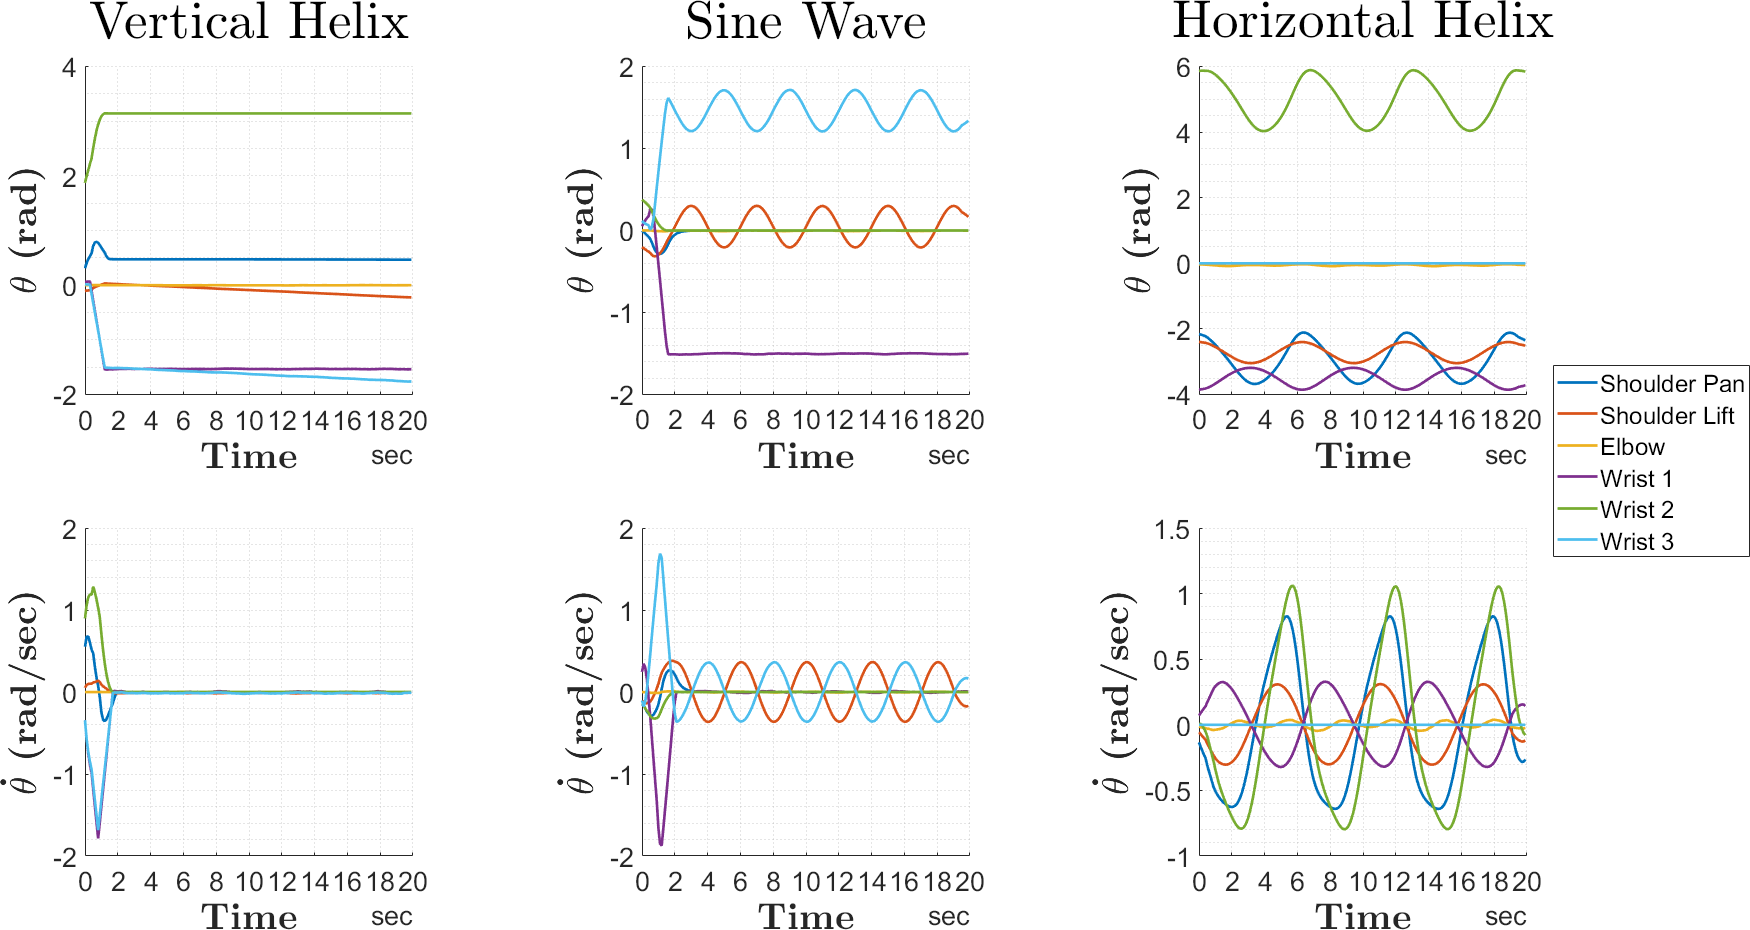 Vertical Helix
Sine Wave
Horizontal Helix
4
2
0
-2
θ (rad)
0 2 4 6 8 10 12 14 16 18 20
Time
sec
2
1
0
-1
-2
θ (rad)
0 2 4 6 8 10 12 14 16 18 20
Time
sec
6
4
2
0
-2
-4
θ (rad)
0 2 4 6 8 10 12 14 16 18 20
Time
sec
Shoulder Pan
Shoulder Lift
Elbow
Wrist 1
Wrist 2
Wrist 3
2
1
0
-1
-2
θ̇ (rad/sec)
0 2 4 6 8 10 12 14 16 18 20
Time
sec
2
1
0
-1
-2
θ̇ (rad/sec)
0 2 4 6 8 10 12 14 16 18 20
Time
sec
1.5
1
0.5
0
-0.5
-1
θ̇ (rad/sec)
0 2 4 6 8 10 12 14 16 18 20
Time
sec